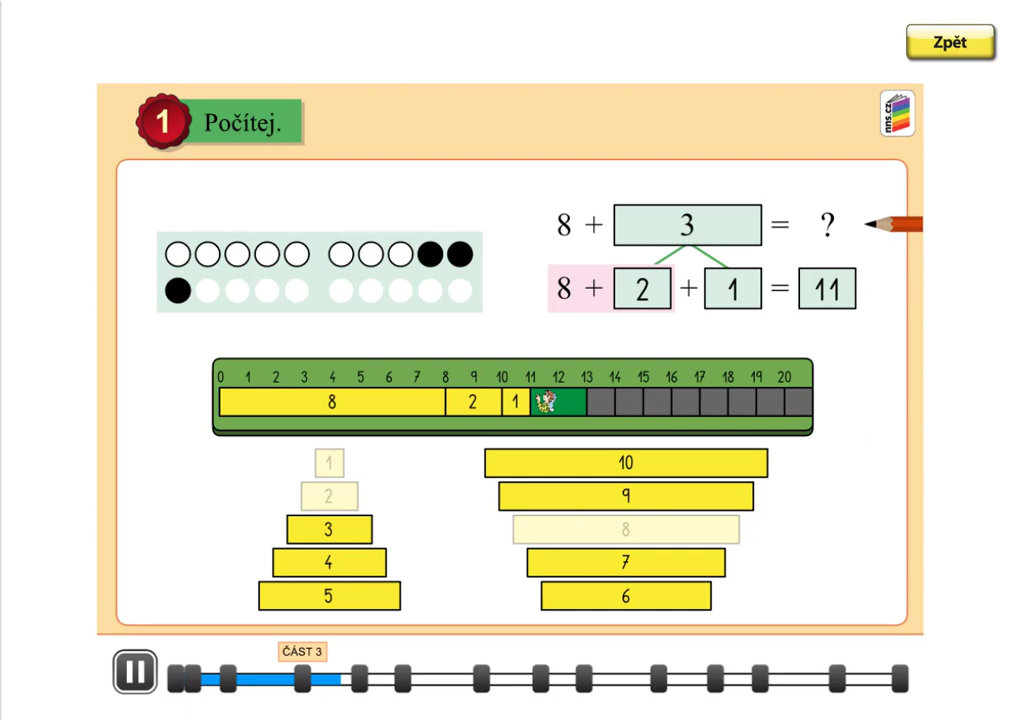 Zpět
1 Počítej.
nns.cz
8 + 3 = ?
8 + 2 + 1 = 11
0 1 2 3 4 5 6 7 8 9 10 11 12 13 14 15 16 17 18 19 20
8 2 1
1
2
3
4
5
10
9
8
7
6
ČÁST 3